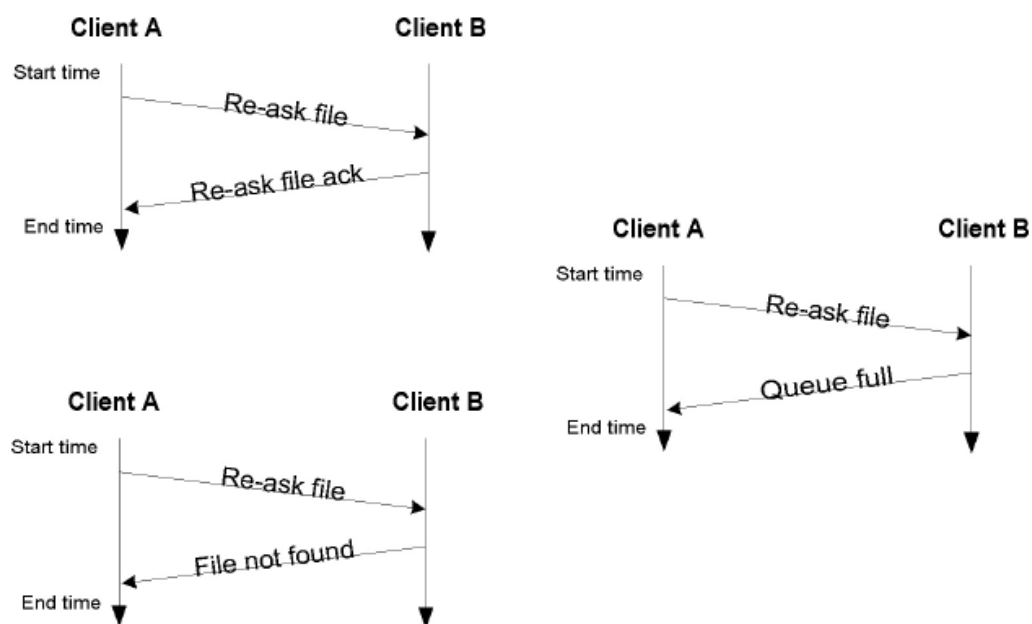 Client A
Client B
Start time
Re-ask file
Re-ask file ack
End time
Client A
Client B
Start time
Re-ask file
Queue full
End time
Client A
Client B
Start time
Re-ask file
File not found
End time